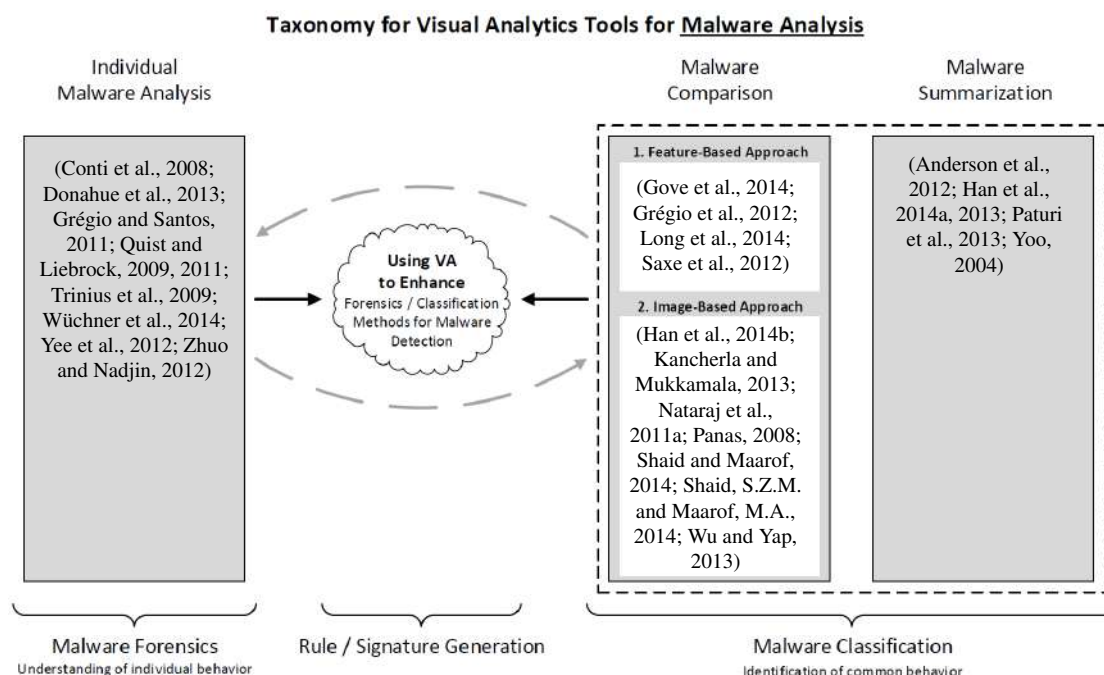 Taxonomy for Visual Analytics Tools for Malware Analysis
Individual
Malware Analysis
Malware
Comparison
Malware
Summarization
(Conti et al., 2008;
Donahue et al., 2013;
Grégio and Santos,
2011; Quist and
Liebrock, 2009, 2011;
Trinius et al., 2009;
Wüchner et al., 2014;
Yee et al., 2012; Zhuo
and Nadjin, 2012)
Using VA
to Enhance
Forensics / Classification
Methods for Malware
Detection
1. Feature-Based Approach
(Gove et al., 2014;
Grégio et al., 2012;
Long et al., 2014;
Saxe et al., 2012)
2. Image-Based Approach
(Han et al., 2014b;
Kancherla and
Mukkamala, 2013;
Nataraj et al.,
2011a; Panas, 2008;
Shaid and Maarof,
2014; Shaid, S.Z.M.
and Maarof, M.A.,
2014; Wu and Yap,
2013)
(Anderson et al.,
2012; Han et al.,
2014a, 2013; Paturi
et al., 2013; Yoo,
2004)
Malware Forensics
Understanding of individual behavior
Rule / Signature Generation
Malware Classification
Identification of common behavior